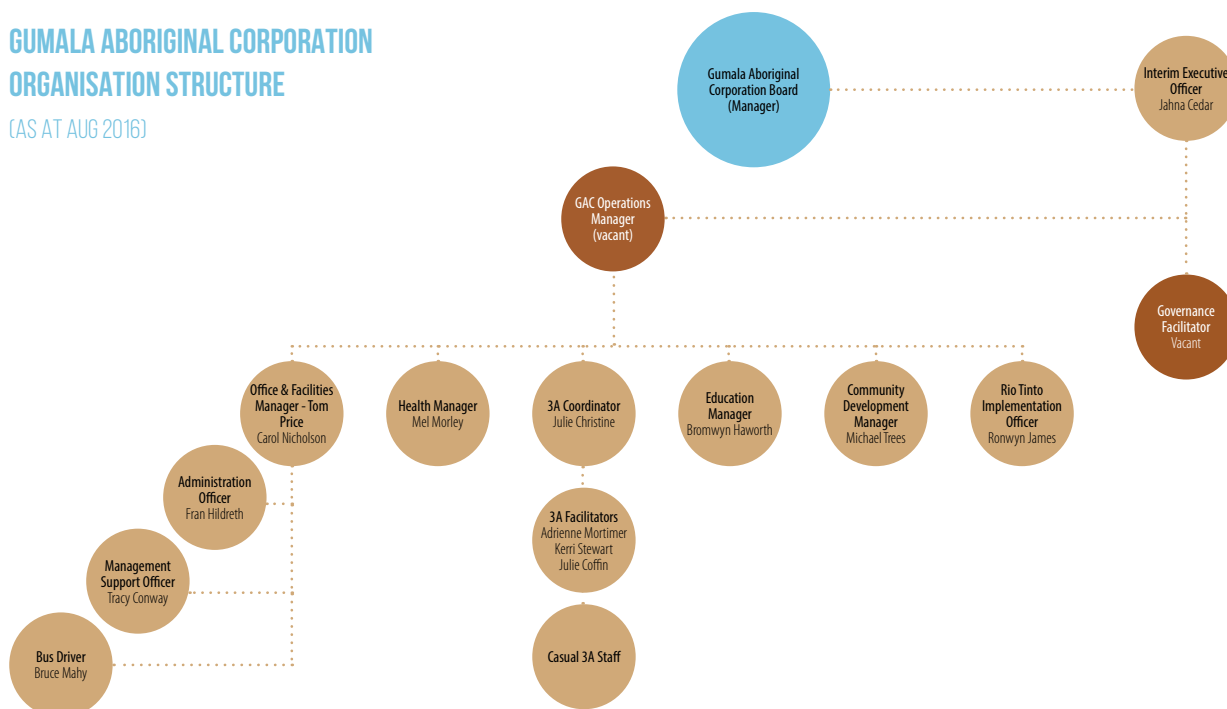 GUMALA ABORIGINAL CORPORATION
ORGANISATION STRUCTURE
(AS AT AUG 2016)
Gumala Aboriginal
Corporation Board
(Manager)
Interim Executive
Officer
Jahna Cedar
GAC Operations
Manager
(vacant)
Governance
Facilitator
Vacant
Office & Facilities
Manager - Tom
Price
Carol Nicholson
Health Manager
Mel Morley
3A Coordinator
Julie Christine
Education
Manager
Bromwyn Haworth
Community
Development
Manager
Michael Trees
Rio Tinto
Implementation
Officer
Ronwyn James
Administration
Officer
Fran Hildreth
Management
Support Officer
Tracy Conway
Bus Driver
Bruce Mahy
3A Facilitators
Adrienne Mortimer
Kerri Stewart
Julie Coffin
Casual 3A Staff